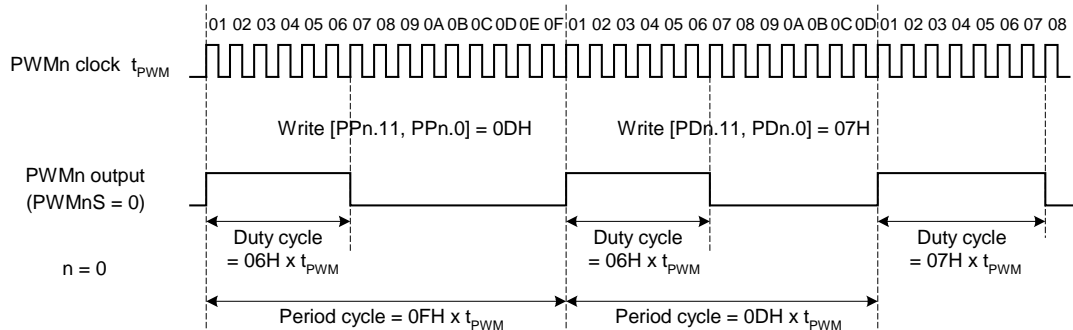 01 02 03 04 05 06 07 08 09 0A 0B 0C 0D 0E 0F 01 02 03 04 05 06 07 08 09 0A 0B 0C 0D 01 02 03 04 05 06 07 08
PWMn clock tPWM
Write [PPn.11, PPn.0] = 0DH Write [PDn.11, PDn.0] = 07H
PWMn output
(PWMnS = 0)
Duty cycle Duty cycle Duty cycle
= 06H x tPWM = 06H x tPWM = 07H x tPWM
n = 0
Period cycle = 0FH x tPWM Period cycle = 0DH x tPWM